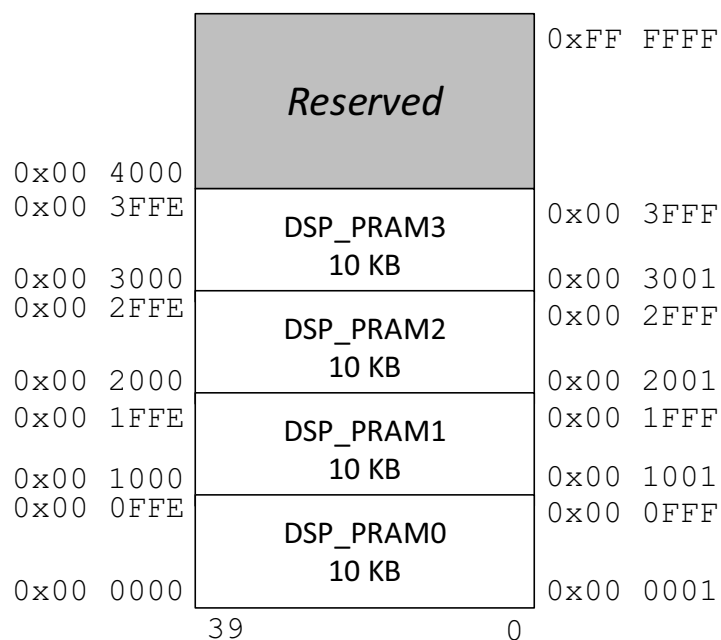 0xFF FFFF
Reserved
0x00 4000
0x00 3FFE 0x00 3FFF
DSP_PRAM3
10 KB
0x00 3000 0x00 3001
0x00 2FFE 0x00 2FFF
DSP_PRAM2
10 KB
0x00 2000 0x00 2001
0x00 1FFE 0x00 1FFF
DSP_PRAM1
10 KB
0x00 1000 0x00 1001
0x00 0FFE 0x00 0FFF
DSP_PRAM0
10 KB
0x00 0000 0x00 0001
39 0